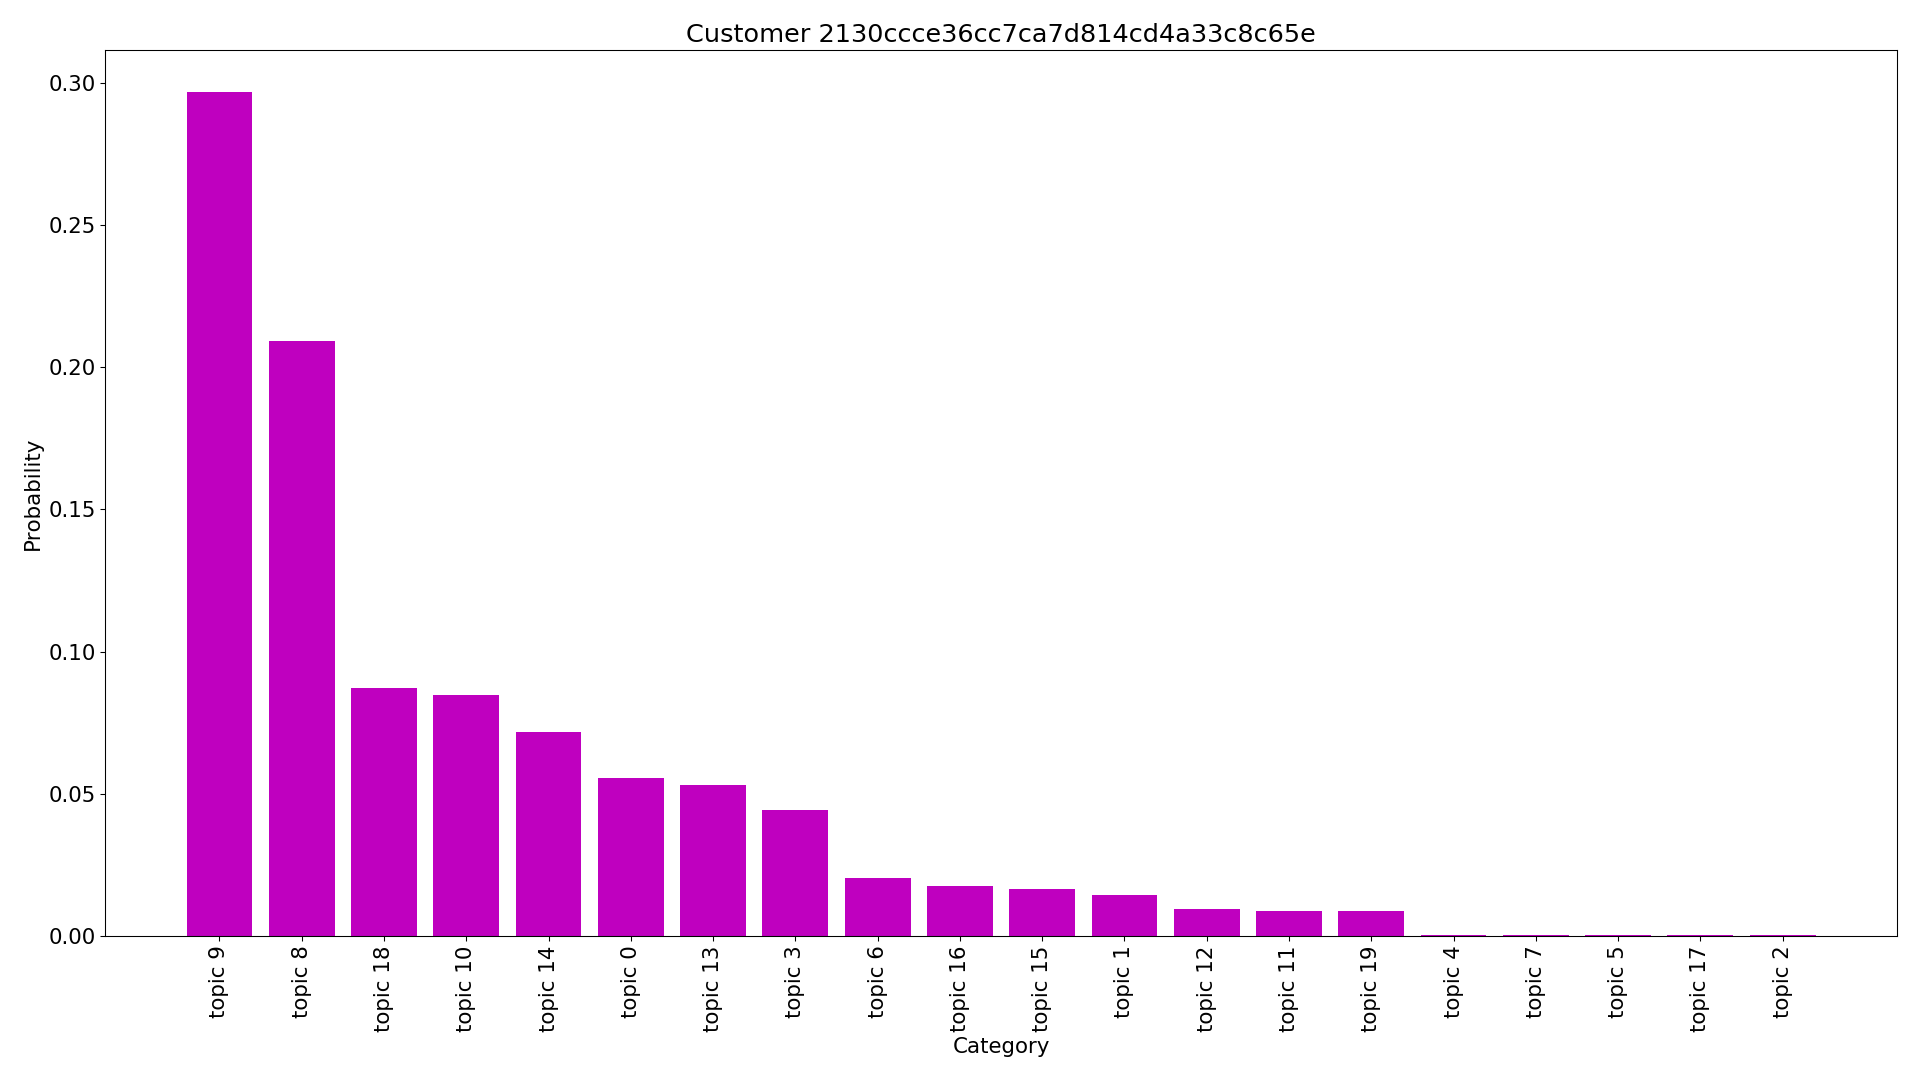 Customer 2130ccce36cc7ca7d814cd4a33c8c65e
0.30
0.25
0.20
0.15
0.10
0.05
0.00
Probability
topic 9
topic 8
topic 18
topic 10
topic 14
topic 0
topic 13
topic 3
topic 6
topic 16
topic 15
topic 1
topic 12
topic 11
topic 19
topic 4
topic 7
topic 5
topic 17
topic 2
Category